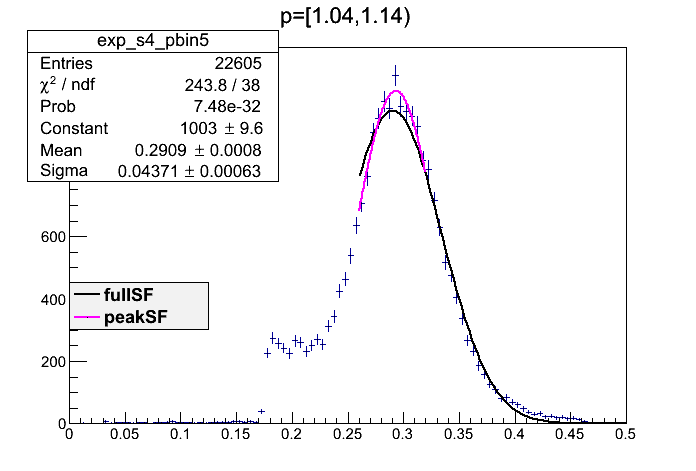 p=[1.04,1.14)
exp_s4_pbin5
Entries 22605
χ² / ndf 243.8 / 38
Prob 7.48e-32
Constant 1003 ± 9.6
Mean 0.2909 ± 0.0008
Sigma 0.04371 ± 0.00063
600
400
200
0
fullSF
peakSF
0 0.05 0.1 0.15 0.2 0.25 0.3 0.35 0.4 0.45 0.5